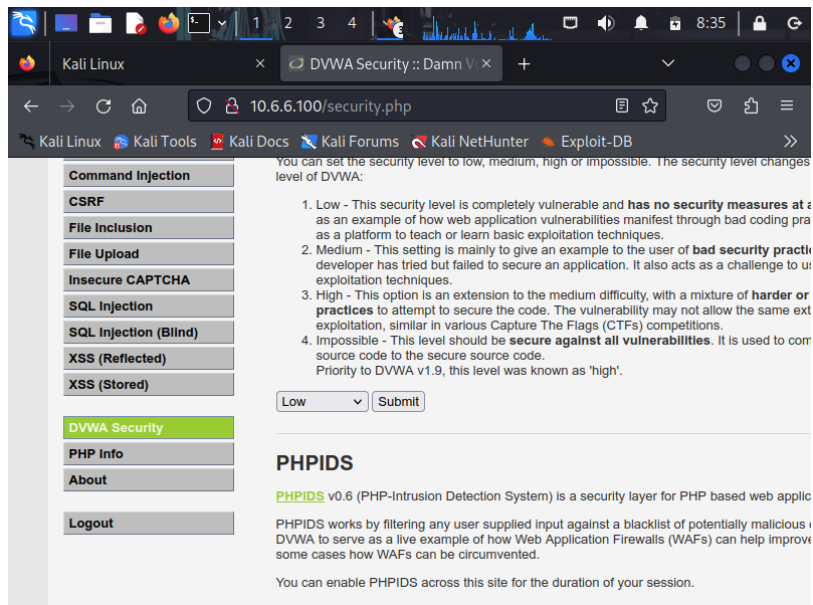 1 2 3 4 8:35
Kali Linux
DVWA Security :: Damn V
10.6.6.100/security.php
Kali Linux Kali Tools Kali Docs Kali Forums Kali NetHunter Exploit-DB
Command Injection
CSRF
File Inclusion
File Upload
Insecure CAPTCHA
SQL Injection
SQL Injection (Blind)
XSS (Reflected)
XSS (Stored)
DVWA Security
PHP Info
About
Logout
You can set the security level to low, medium, high or impossible. The security level changes
level of DVWA:
1. Low - This security level is completely vulnerable and has no security measures at a
as an example of how web application vulnerabilities manifest through bad coding pra
as a platform to teach or learn basic exploitation techniques.
2. Medium - This setting is mainly to give an example to the user of bad security practi
developer has tried but failed to secure an application. It also acts as a challenge to us
exploitation techniques.
3. High - This option is an extension to the medium difficulty, with a mixture of harder or
practices to attempt to secure the code. The vulnerability may not allow the same ext
exploitation, similar in various Capture The Flags (CTFs) competitions.
4. Impossible - This level should be secure against all vulnerabilities. It is used to com
source code to the secure source code.
Priority to DVWA v1.9, this level was known as 'high'.
Low Submit
PHPIDS
PHPIDS v0.6 (PHP-Intrusion Detection System) is a security layer for PHP based web applic
PHPIDS works by filtering any user supplied input against a blacklist of potentially malicious
DVWA to serve as a live example of how Web Application Firewalls (WAFs) can help improve
some cases how WAFs can be circumvented.
You can enable PHPIDS across this site for the duration of your session.